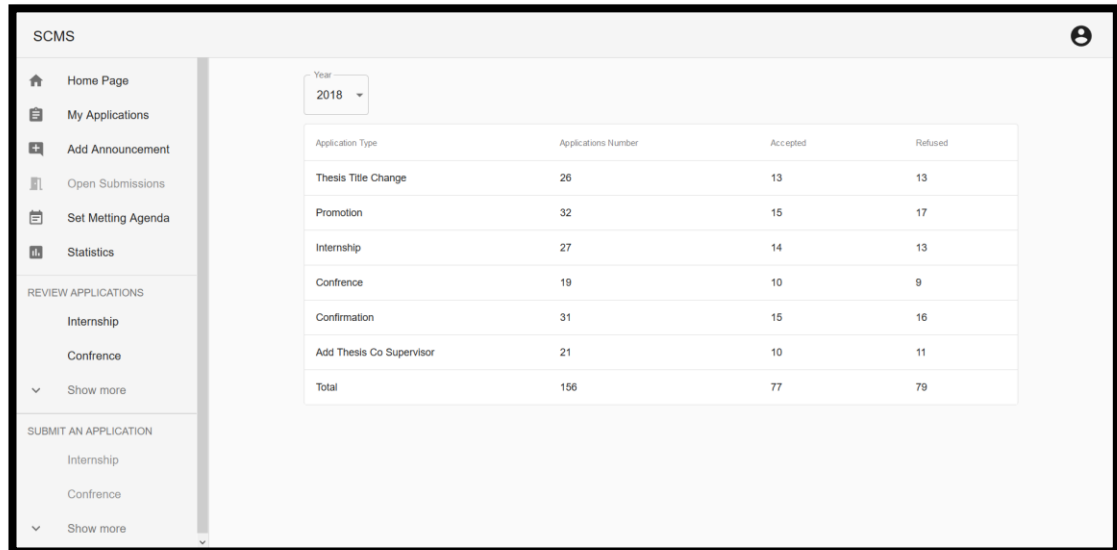 SCMS
Home Page
My Applications
Add Announcement
Open Submissions
Set Metting Agenda
Statistics
REVIEW APPLICATIONS
Internship
Confrence
Show more
SUBMIT AN APPLICATION
Internship
Confrence
Show more
Year
2018
Application Type Applications Number Accepted Refused
Thesis Title Change 26 13 13
Promotion 32 15 17
Internship 27 14 13
Confrence 19 10 9
Confirmation 31 15 16
Add Thesis Co Supervisor 21 10 11
Total 156 77 79